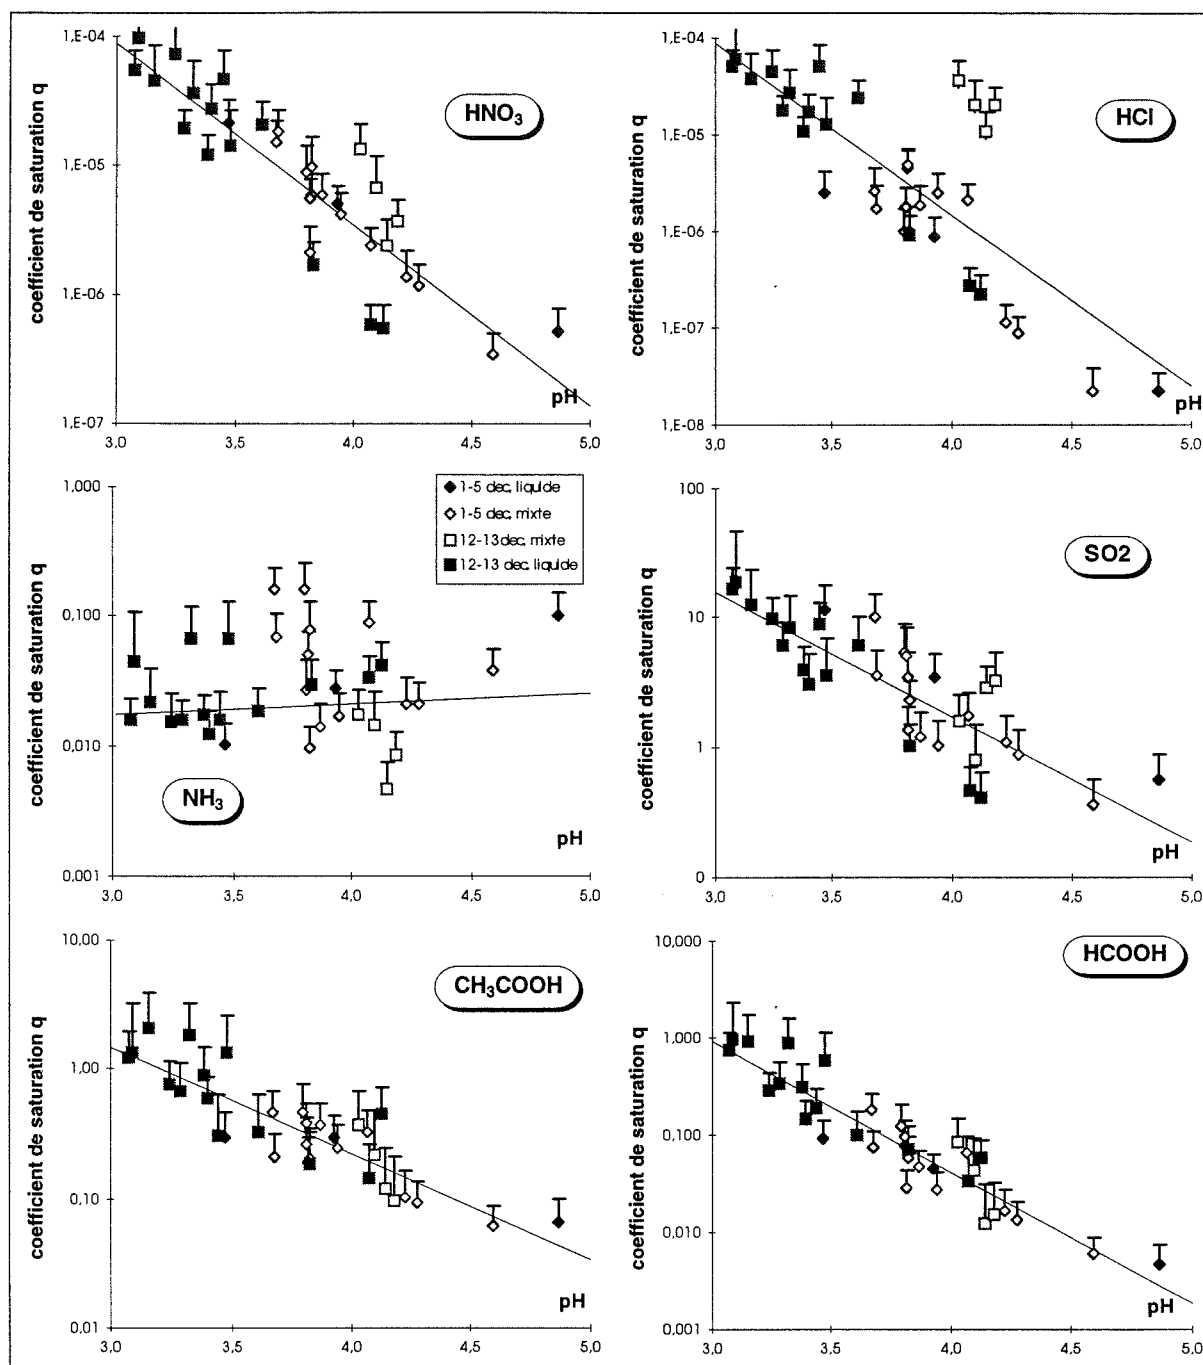 coefficient de saturation q
1,E-04
1,E-05
1,E-06
1,E-07
HNO₃
pH
3,0 3,5 4,0 4,5 5,0
coefficient de saturation q
1,E-04
1,E-05
1,E-06
1,E-07
1,E-08
HCl
pH
3,0 3,5 4,0 4,5 5,0
coefficient de saturation q
1,000
0,100
0,010
0,001
1-5 dec, liquide
1-5 dec, mixte
12-13dec, mixte
12-13 dec, liquide
NH₃
pH
3,0 3,5 4,0 4,5 5,0
coefficient de saturation q
100
10
1
0
SO2
pH
3,0 3,5 4,0 4,5 5,0
coefficient de saturation q
10,00
1,00
0,10
0,01
CH₃COOH
pH
3,0 3,5 4,0 4,5 5,0
coefficient de saturation q
10,000
1,000
0,100
0,010
0,001
HCOOH
pH
3,0 3,5 4,0 4,5 5,0